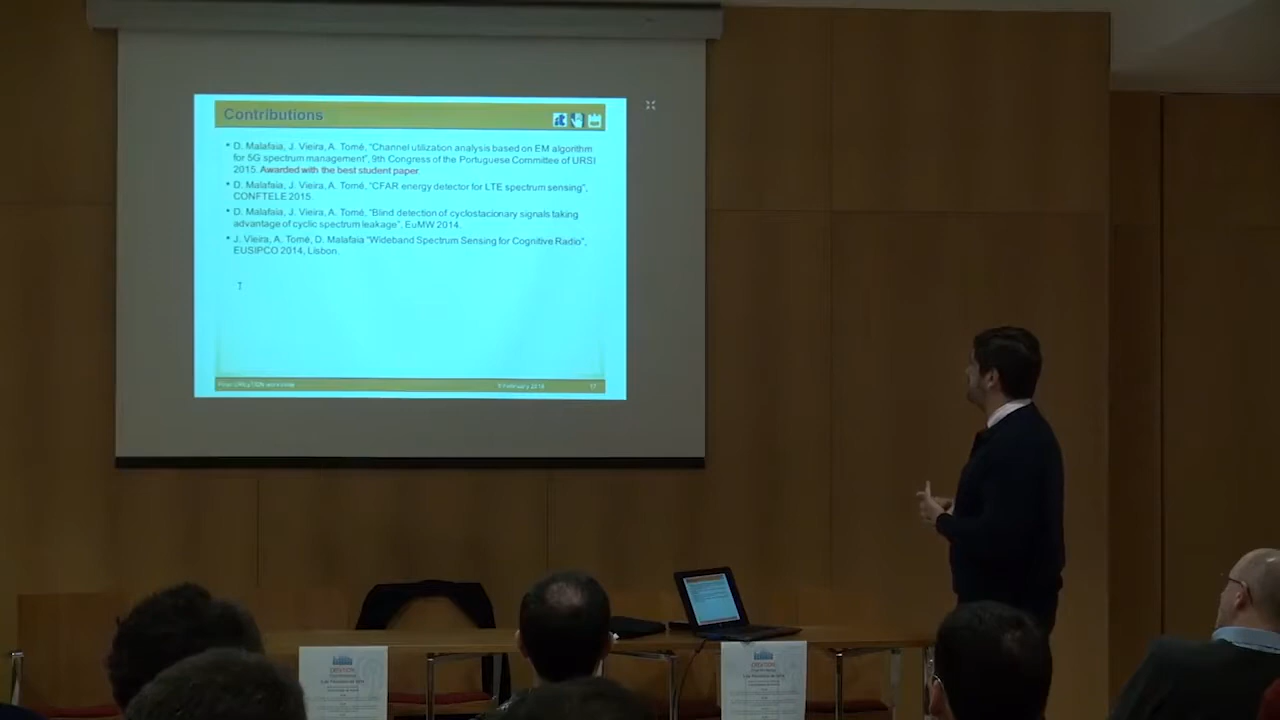 Contributions
• D. Malafaia, J. Vieira, A. Tomé, “Channel utilization analysis based on EM algorithm
for 5G spectrum management”, 9th Congress of the Portuguese Committee of URSI
2015. Awarded with the best student paper
• D. Malafaia, J. Vieira, A. Tomé, “CFAR energy detector for LTE spectrum sensing”,
CONFTELE 2015.
• D. Malafaia, J. Vieira, A. Tomé, “Blind detection of cyclostacionary signals taking
advantage of cyclic spectrum leakage”, EuMW 2014.
• J. Vieira, A. Tomé, D. Malafaia “Wideband Spectrum Sensing for Cognitive Radio”,
EUSIPCO 2014, Lisbon.
17
CREATION
CREATION